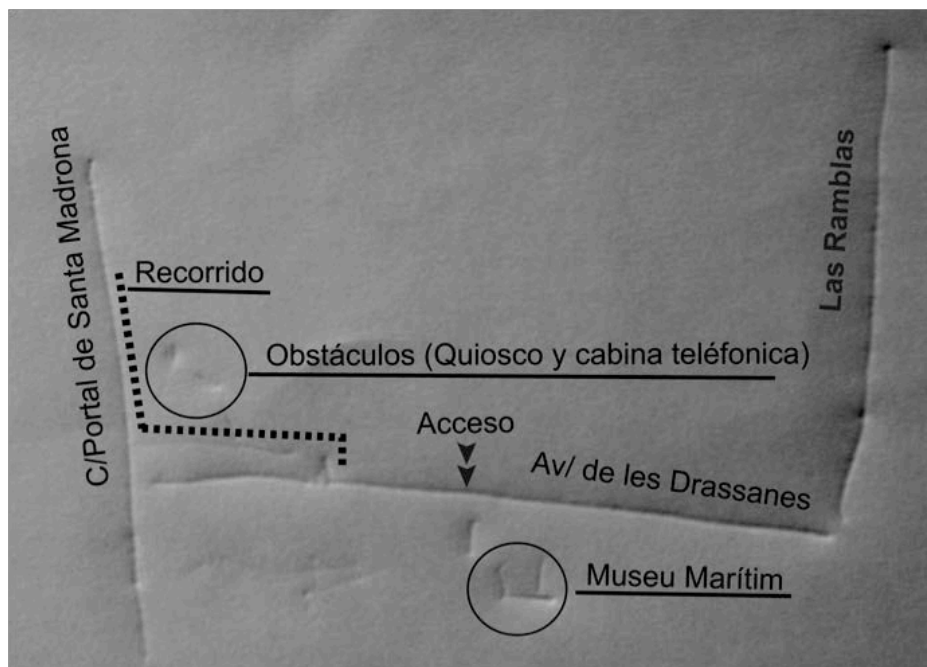 C/Portal de Santa Madrona
Las Ramblas
Recorrido
Obstáculos (Quiosco y cabina teléfonica)
Acceso
Av/ de les Drassanes
Museu Marítim